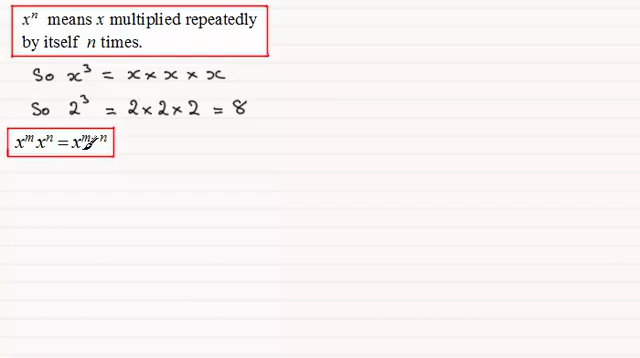 xⁿ means x multiplied repeatedly
by itself n times.
So x³ = x × x × x
So 2³ = 2 × 2 × 2 = 8
xᵐxⁿ = xᵐ⁺ⁿ